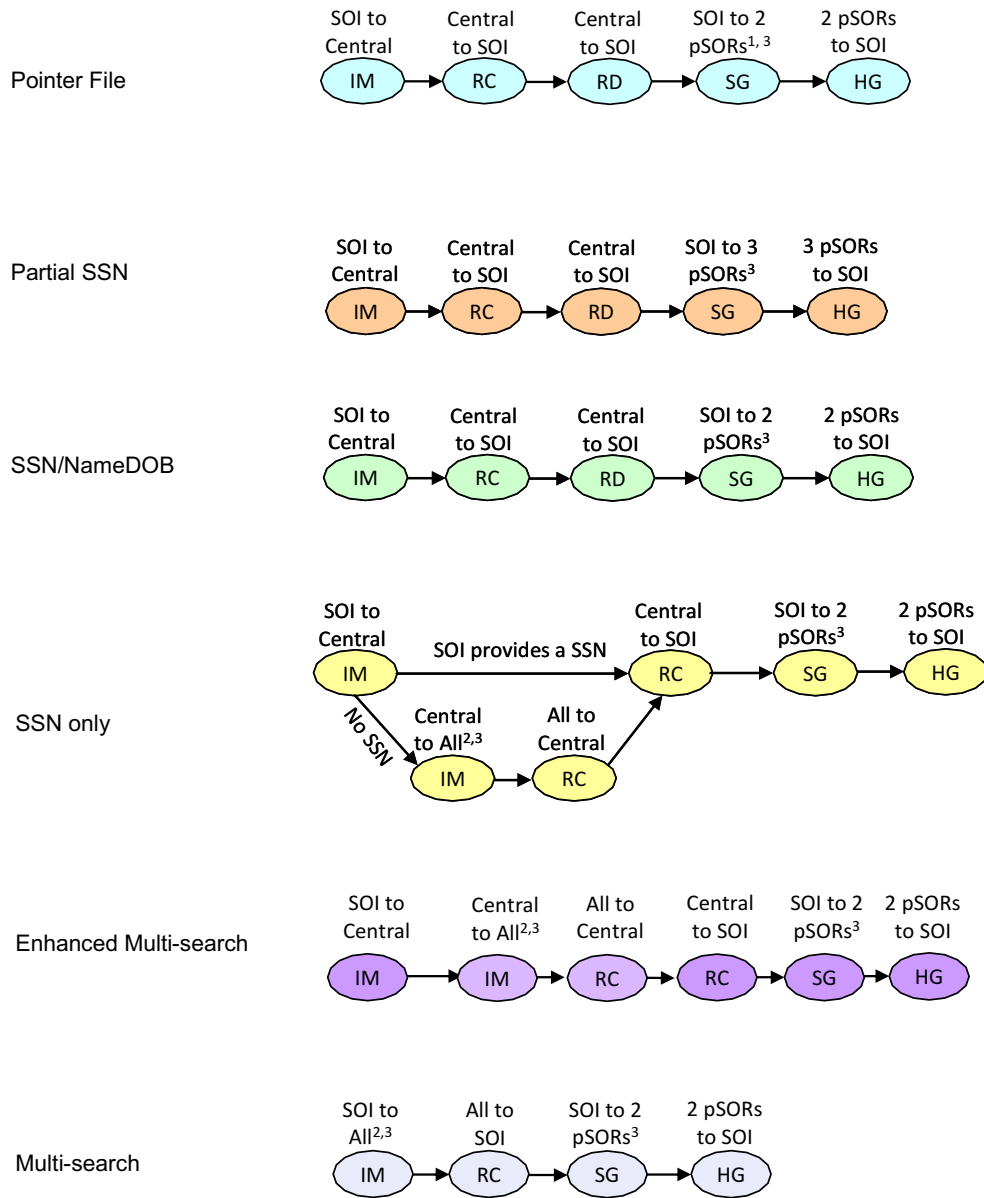 SOI to
Central
Central
to SOI
Central
to SOI
SOI to 2
pSORs1, 3
2 pSORs
to SOI
Pointer File
IM
RC
RD
SG
HG
SOI to
Central
Central
to SOI
Central
to SOI
SOI to 3
pSORs3
3 pSORs
to SOI
Partial SSN
IM
RC
RD
SG
HG
SOI to
Central
Central
to SOI
Central
to SOI
SOI to 2
pSORs3
2 pSORs
to SOI
SSN/NameDOB
IM
RC
RD
SG
HG
SOI to
Central
Central
to SOI
SOI to 2
pSORs3
2 pSORs
to SOI
IM
SOI provides a SSN
RC
SG
HG
SSN only
No SSN
Central
to All2,3
All to
Central
IM
RC
SOI to
Central
Central
to All2,3
All to
Central
Central
to SOI
SOI to 2
pSORs3
2 pSORs
to SOI
Enhanced Multi-search
IM
IM
RC
RC
SG
HG
SOI to
All2,3
All to
SOI
SOI to 2
pSORs3
2 pSORs
to SOI
Multi-search
IM
RC
SG
HG